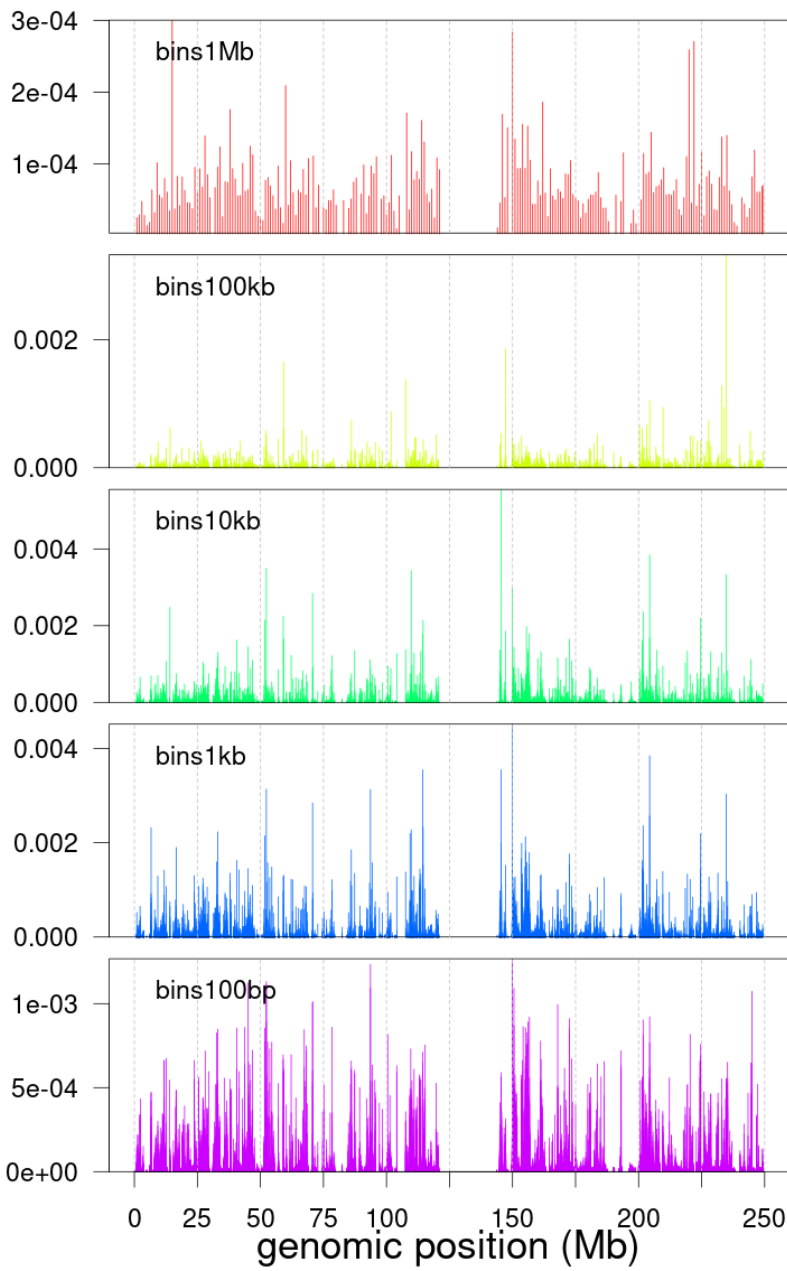 3e-04
bins1Mb
2e-04
1e-04
bins100kb
0.002
0.000
bins10kb
0.004
0.002
0.000
bins1kb
0.004
0.002
0.000
bins100bp
1e-03
5e-04
0e+00
0 25 50 75 100 150 200 250
genomic position (Mb)